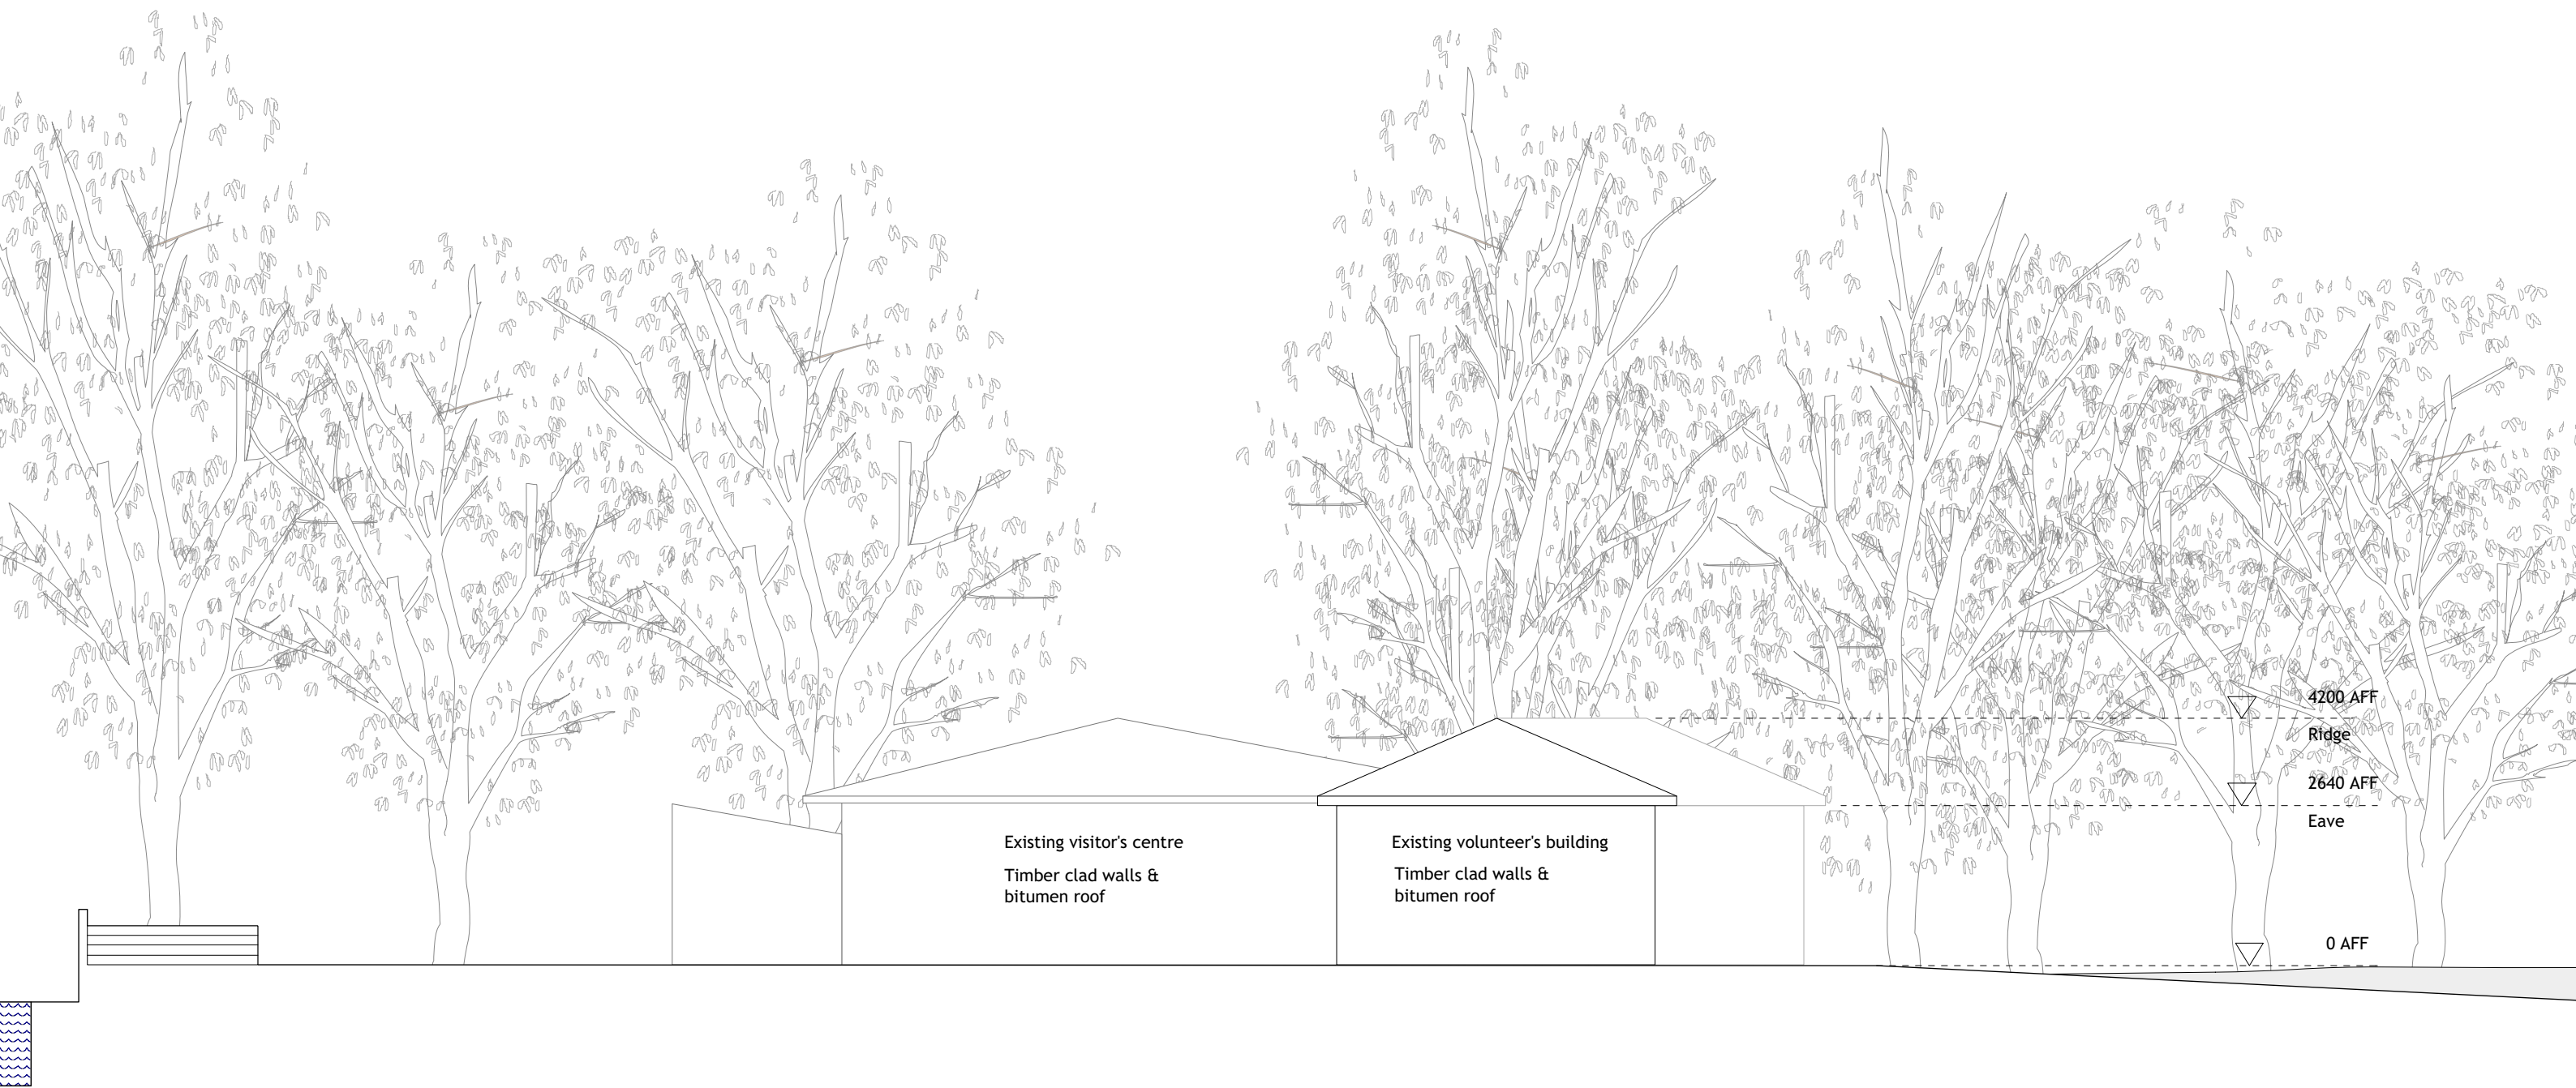 4200 AFF
Ridge
2640 AFF
Eave
Existing visitor's centre
Timber clad walls &
bitumen roof
Existing volunteer's building
Timber clad walls &
bitumen roof
0 AFF